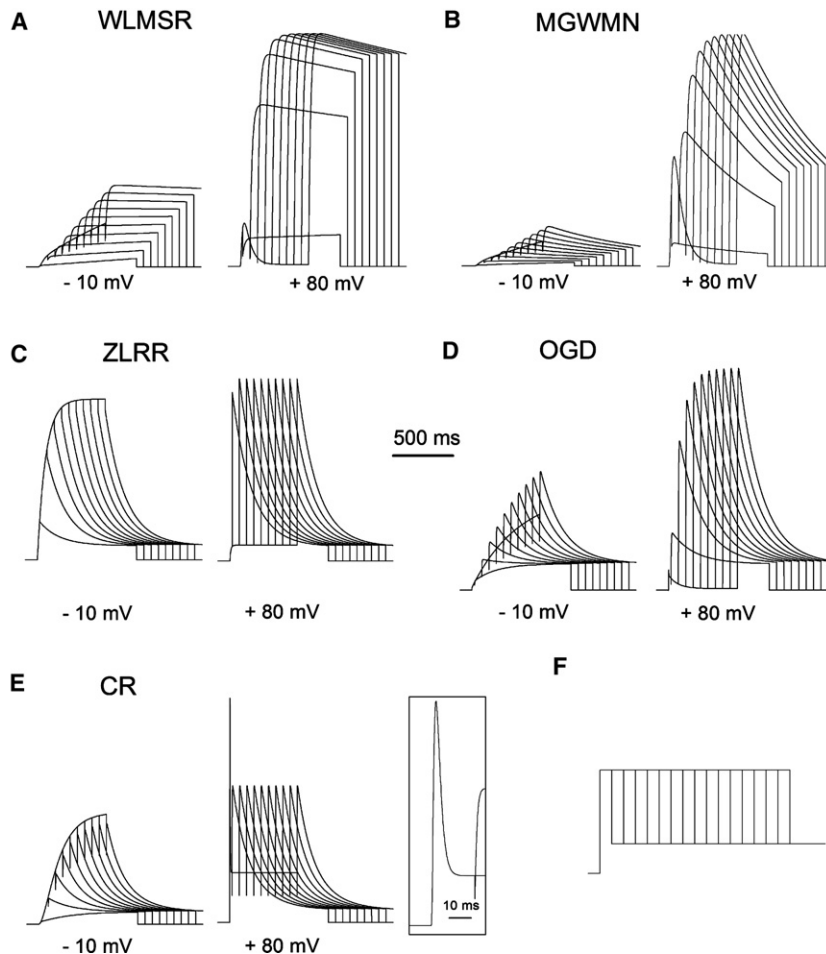 A WLMSR
- 10 mV
+ 80 mV
B MGWMN
- 10 mV
+ 80 mV
C ZLRR
- 10 mV
+ 80 mV
500 ms
D OGD
- 10 mV
+ 80 mV
E CR
- 10 mV
+ 80 mV
10 ms
F